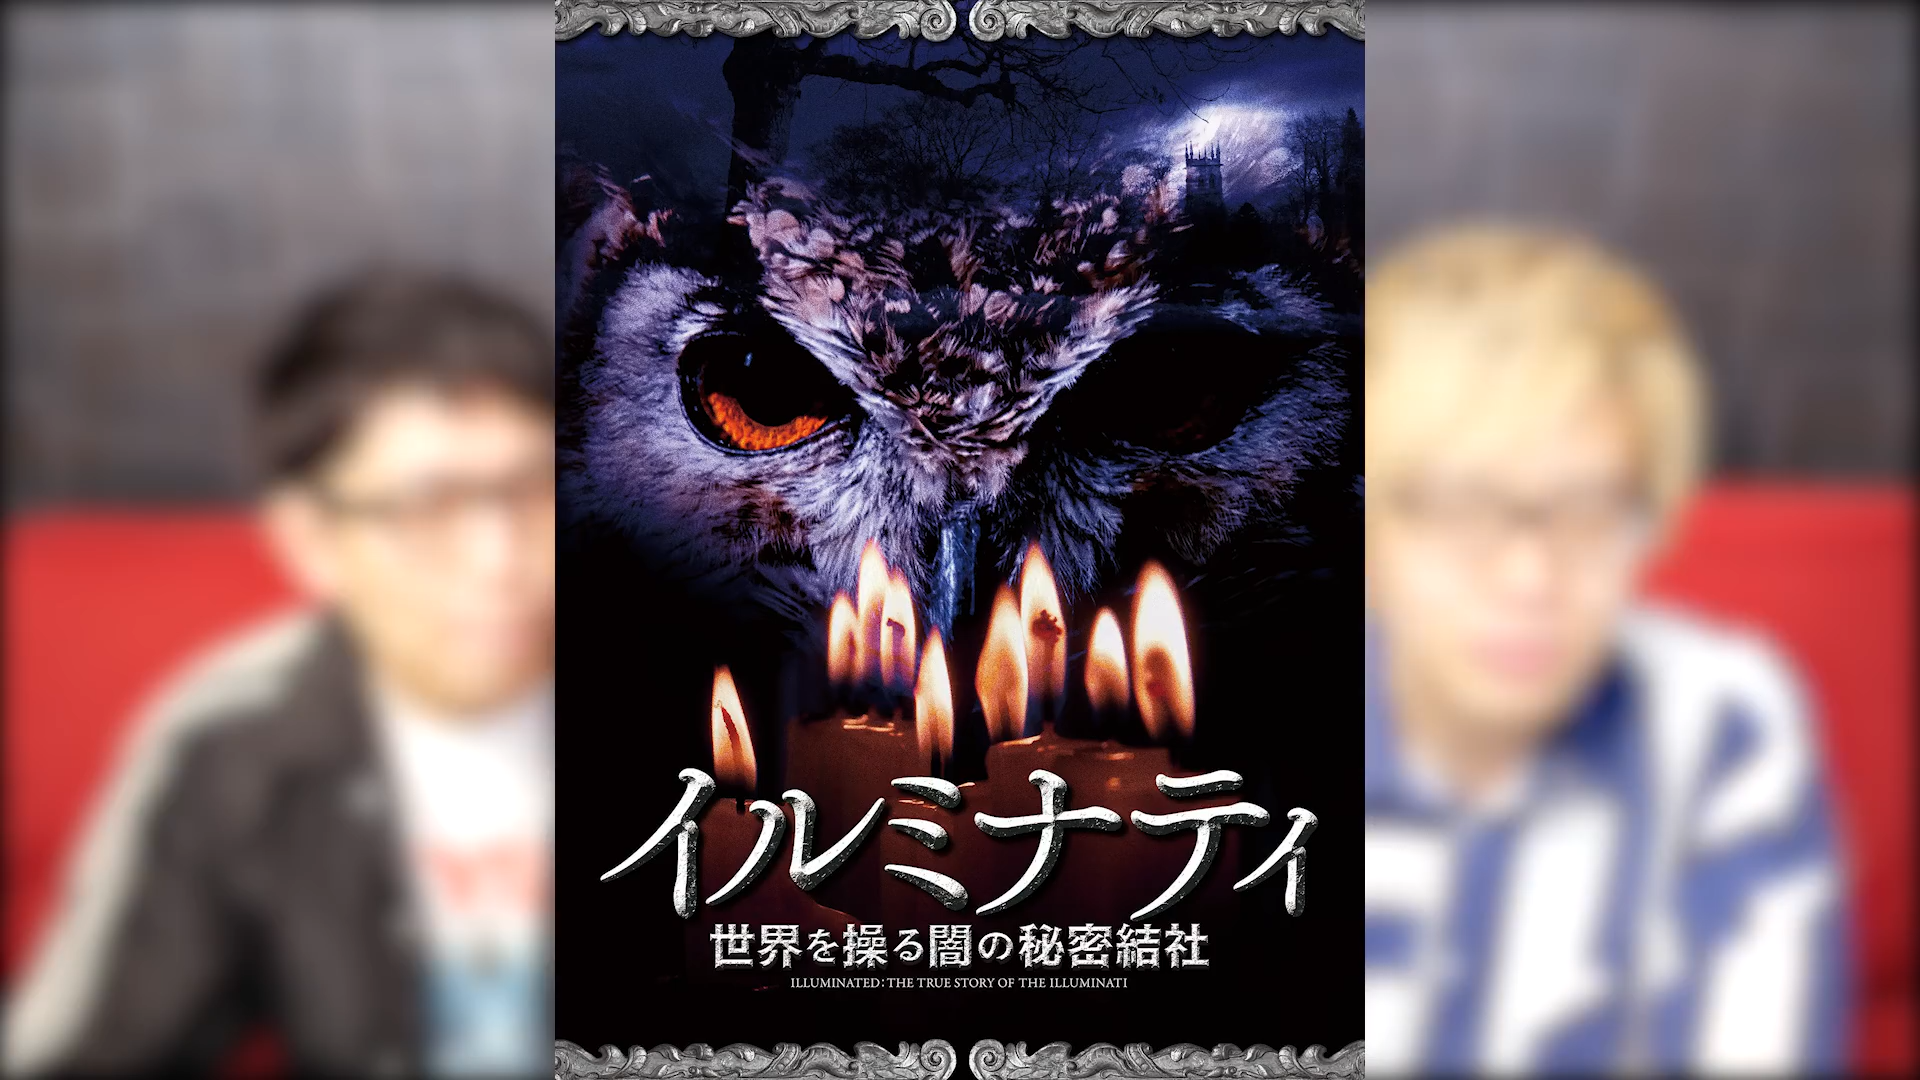 イルミナティ
世界を操る闇の秘密結社
ILLUMINATED: THE TRUE STORY OF THE ILLUMINATI